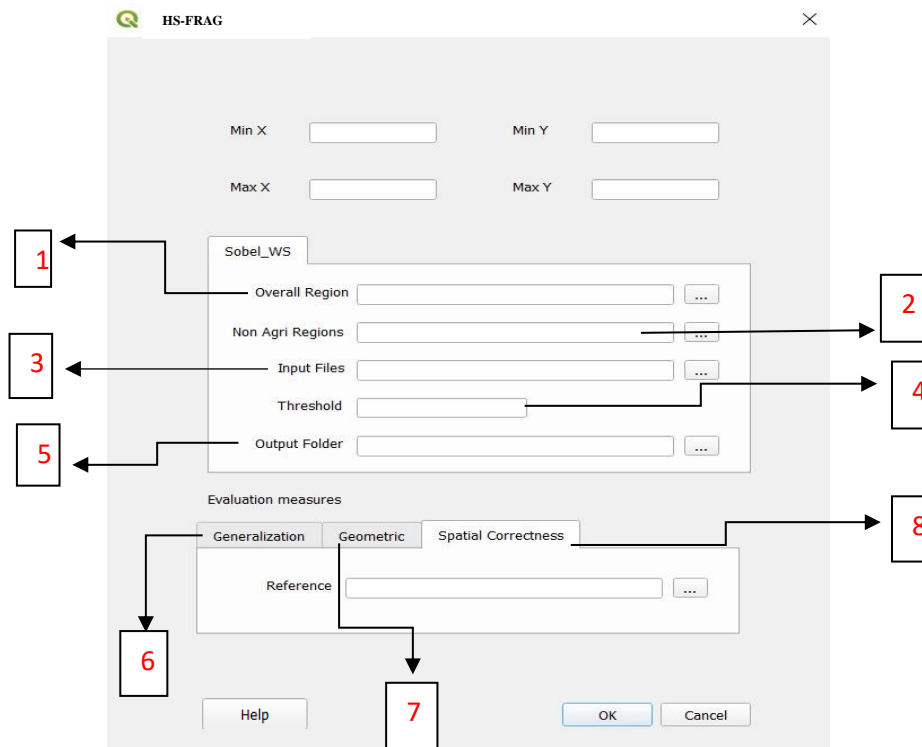 HS-FRAG
Min X
Min Y
Max X
Max Y
Sobel_WS
1
Overall Region
...
2
Non Agri Regions
...
3
Input Files
...
4
Threshold
5
Output Folder
...
Evaluation measures
8
Generalization
Geometric
Spatial Correctness
Reference
...
6
7
Help
OK
Cancel